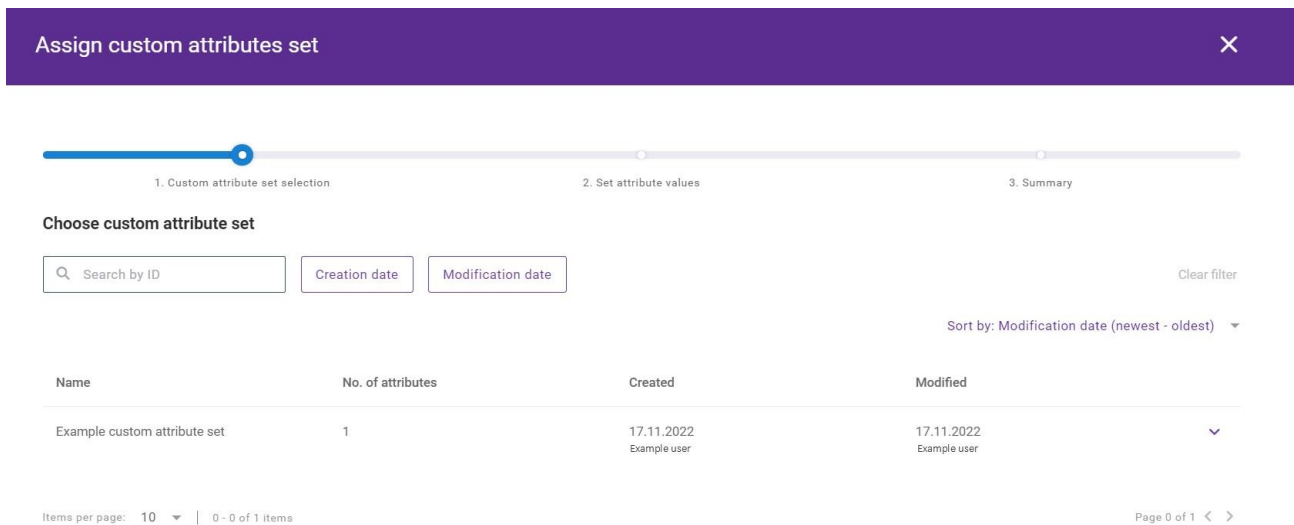 Assign custom attributes set
1. Custom attribute set selection 2. Set attribute values 3. Summary
Choose custom attribute set
Search by ID Creation date Modification date Clear filter
Sort by: Modification date (newest - oldest)
Name No. of attributes Created Modified
Example custom attribute set 1 17.11.2022 17.11.2022
Example user Example user
Items per page: 10 0 - 0 of 1 items Page 0 of 1